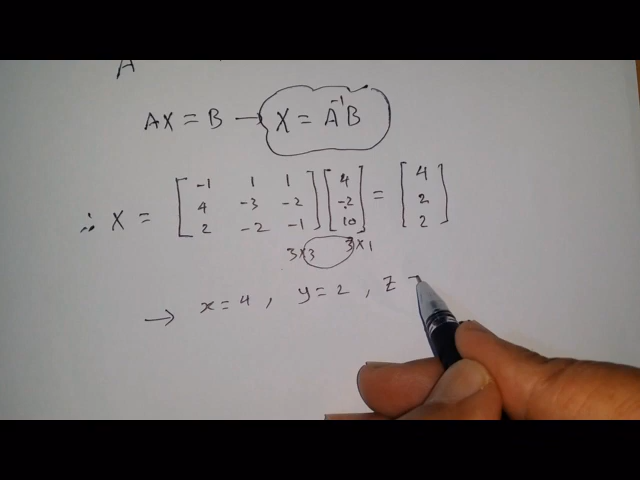 A
AX = B → X = A⁻¹B
∴ X = [-1 1 1; 4 -3 -2; 2 -2 -1] [4; -2; 10] = [4; 2; 2]
3×3 3×1
→ x = 4 , y = 2 , z